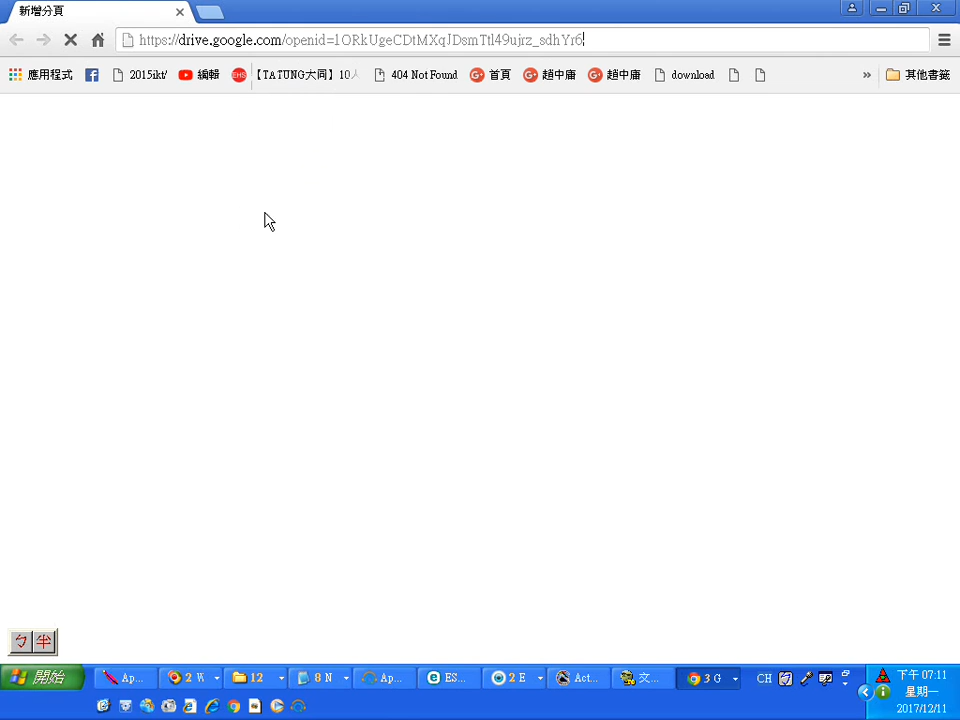 新增分頁
https://drive.google.com/openid=1ORkUgeCDtMXqJDsmTtl49ujrz_sdhYr6
應用程式
2015ikt/
編輯
EHS
【TATUNG大同】10
404 Not Found
首頁
趙中庸
趙中庸
download
»
其他書籤
ㄅ半
開始
Ap...
2 W
12
8 N
Ap...
ES...
2 E
Act...
文...
3 G
CH
下午 07:11
星期一
2017/12/11